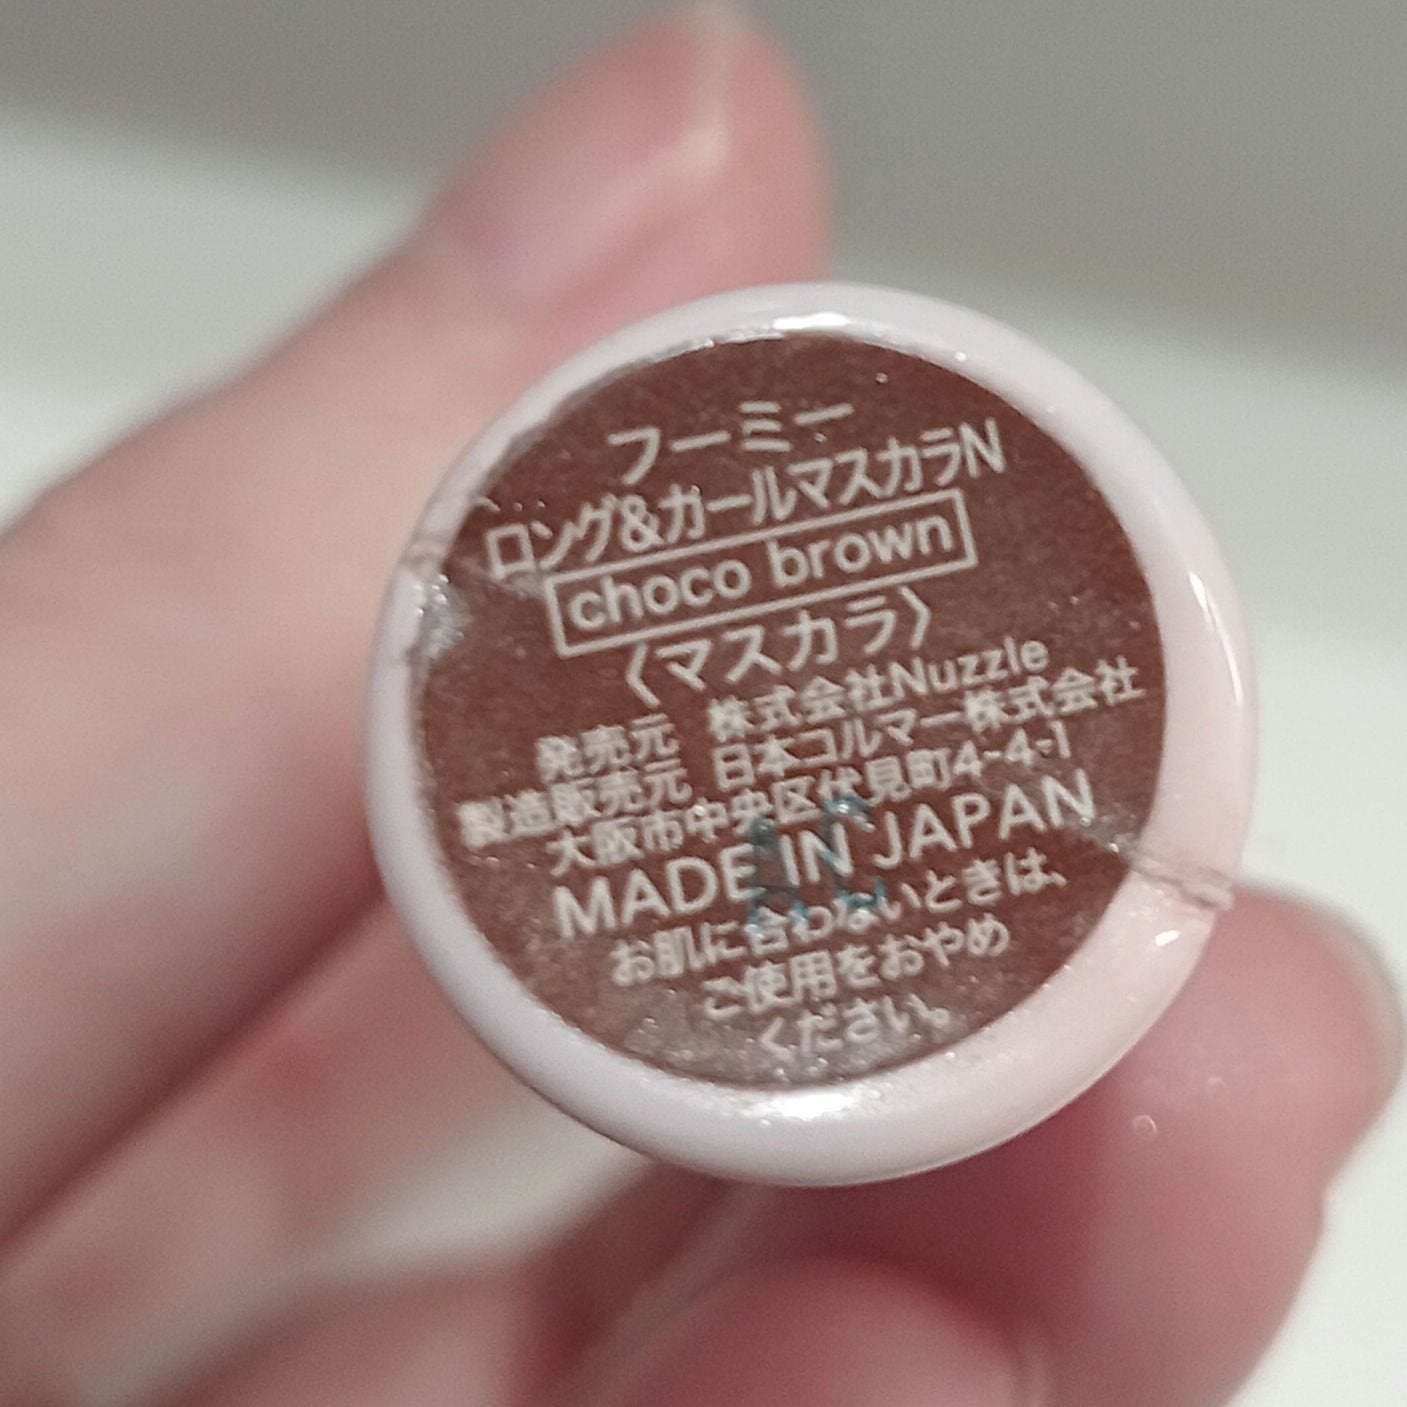 フーミー
ロング&カールマスカラN
choco brown
〈マスカラ〉
発売元 株式会社Nuzzle
製造販売元 日本コルマー株式会社
大阪市中央区伏見町4-4-1
MADE IN JAPAN
AC
お肌に合わないときは、
ご使用をおやめ
ください。